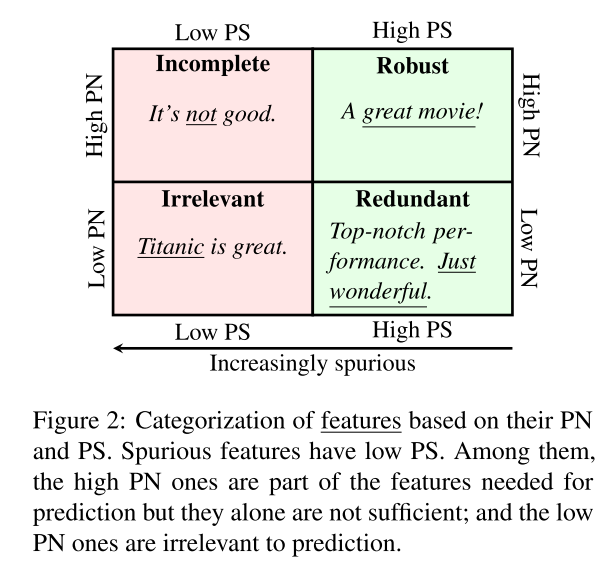 Low PS High PS
High PN
Incomplete
It's not good.
Robust
A great movie!
High PN
Low PN
Irrelevant
Titanic is great.
Redundant
Top-notch per-
formance. Just
wonderful.
Low PN
Low PS High PS
Increasingly spurious
Figure 2: Categorization of features based on their PN
and PS. Spurious features have low PS. Among them,
the high PN ones are part of the features needed for
prediction but they alone are not sufficient; and the low
PN ones are irrelevant to prediction.